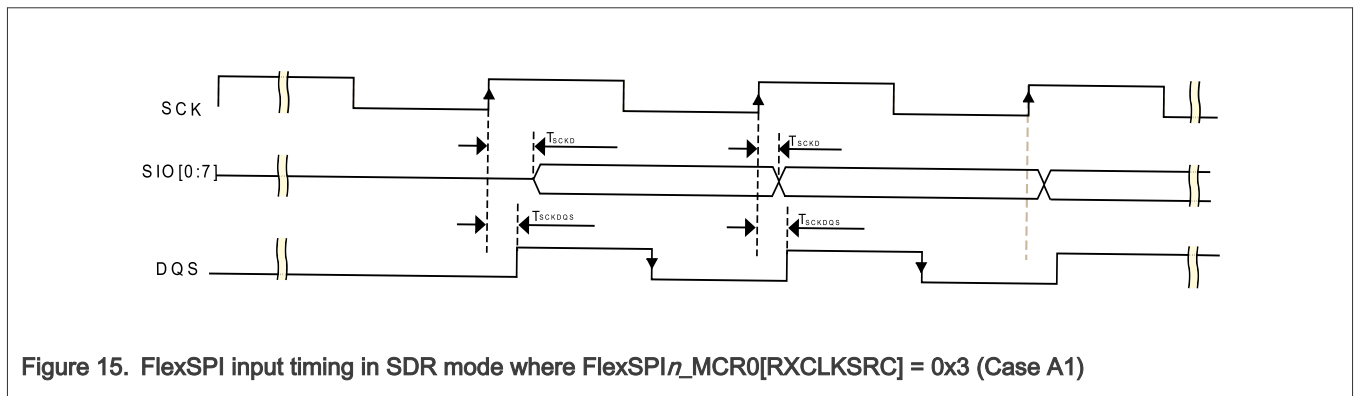 SCK
TSCKD TSCKD
SIO[0:7]
TSCKDQS TSCKDQS
DQS
Figure 15. FlexSPI input timing in SDR mode where FlexSPIn_MCR0[RXCLKSRC] = 0x3 (Case A1)